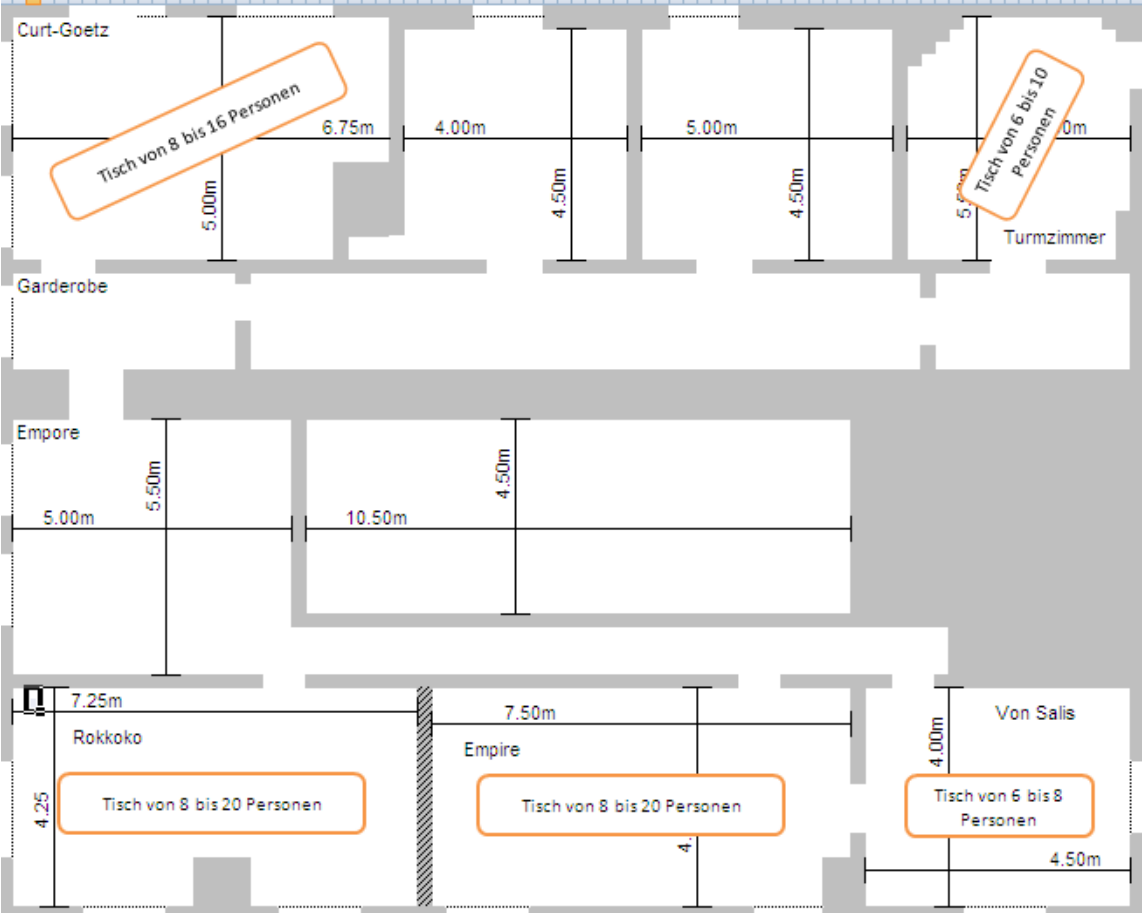 Curt-Goetz
Tisch von 8 bis 16 Personen
6.75m
5.00m
4.00m
4.50m
5.00m
4.50m
Tisch von 6 bis 10
Personen
Turmzimmer
Garderobe
Empore
5.50m
5.00m
4.50m
10.50m
7.25m
Rokkoko
4.25
Tisch von 8 bis 20 Personen
7.50m
Empire
Tisch von 8 bis 20 Personen
Von Salis
4.00m
Tisch von 6 bis 8
Personen
4.50m